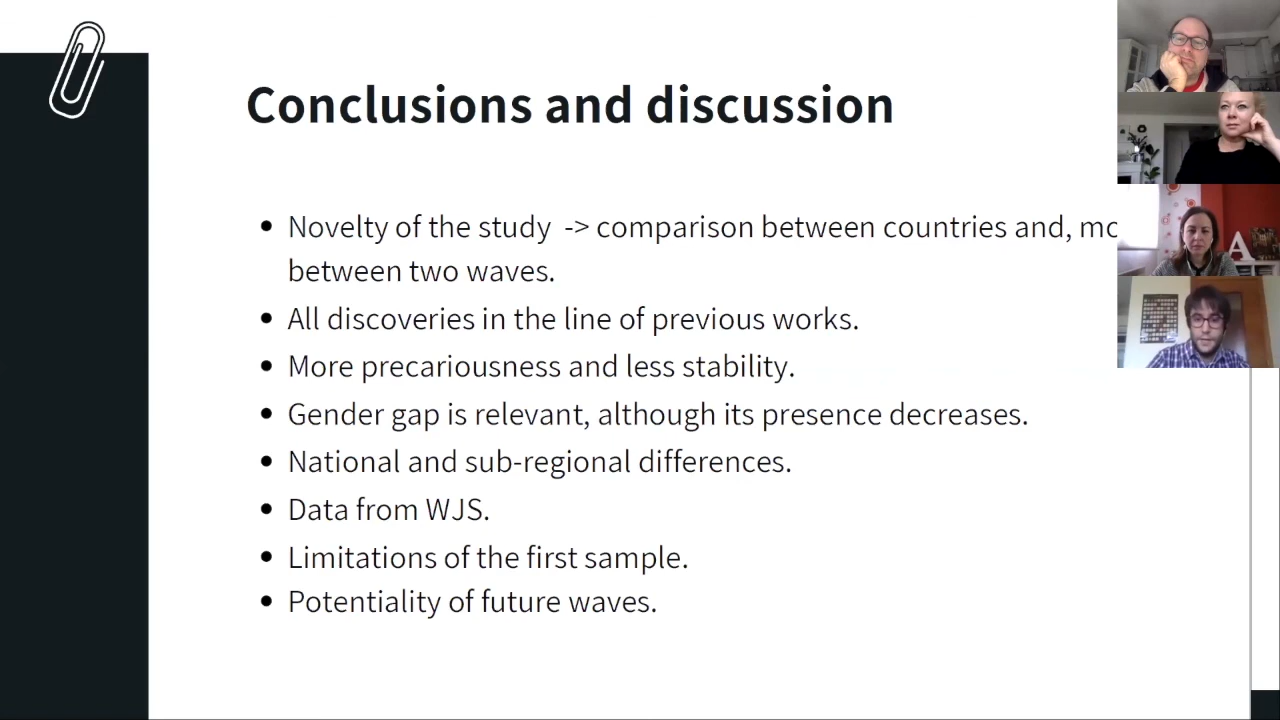 Conclusions and discussion
• Novelty of the study -> comparison between countries and,
between two waves.
• All discoveries in the line of previous works.
• More precariousness and less stability.
• Gender gap is relevant, although its presence decreases.
• National and sub-regional differences.
• Data from WJS.
• Limitations of the first sample.
• Potentiality of future waves.
A